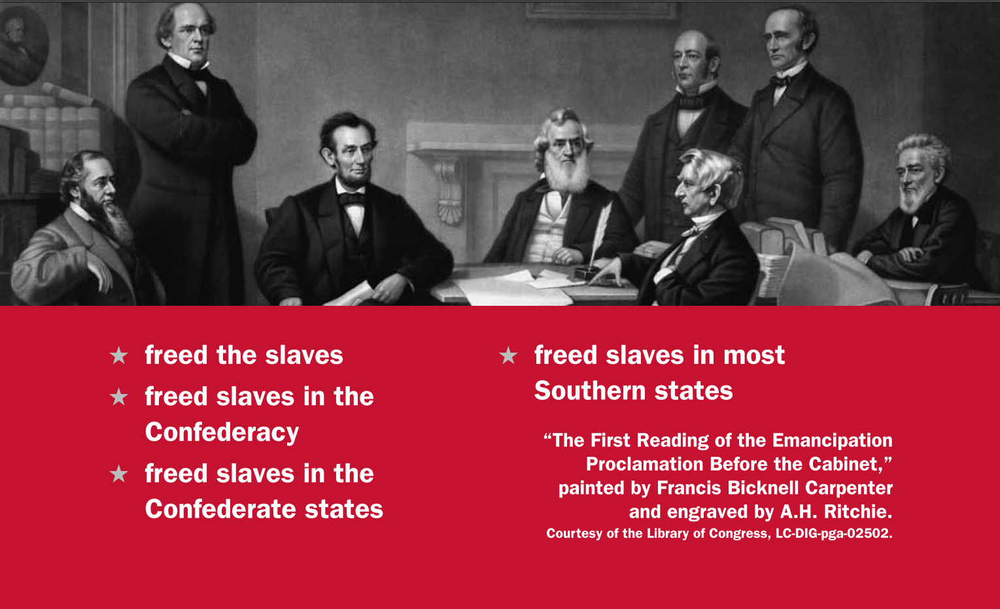 ★ freed the slaves
★ freed slaves in the
Confederacy
★ freed slaves in the
Confederate states
★ freed slaves in most
Southern states
“The First Reading of the Emancipation
Proclamation Before the Cabinet,”
painted by Francis Bicknell Carpenter
and engraved by A.H. Ritchie.
Courtesy of the Library of Congress, LC-DIG-pga-02502.